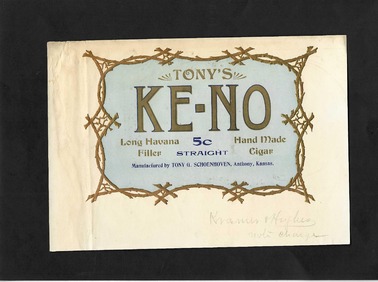 TONY'S
KE-NO
Long Havana 5c Hand Made
Filler STRAIGHT Cigar
Manufactured by TONY G. SCHOENHOVEN, Anthony, Kansas.